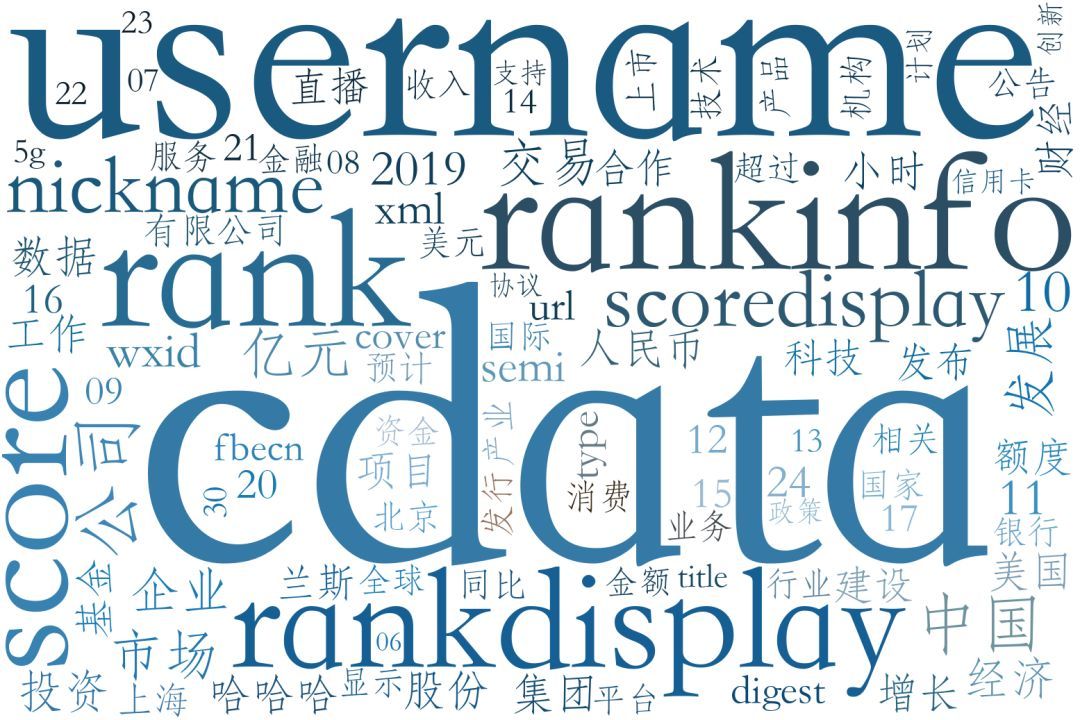 username
23
22
07
直播
收入
支持
14
上市
技术
产品
机构
计划
公告
创新
财经
5g
服务
21
金融
08
2019
交易
合作
超过
小时
信用卡
nickname
xml
rankinfo
有限公司
美元
数据
rank
协议
url
scoredisplay
10
16
工作
wxid
亿元
cover
预计
国际
semi
人民币
科技
发布
发展
score
09
公司
cdata
fbecn
20
30
资金
项目
北京
产业
发行
type
消费
12
13
15
24
政策
相关
国家
17
业务
额度
11
银行
美国
基金
企业
兰斯
全球
同比
金额
title
行业
建设
中国
市场
rankdisplay
06
投资
上海
哈哈哈
显示
股份
集团
平台
digest
增长
经济